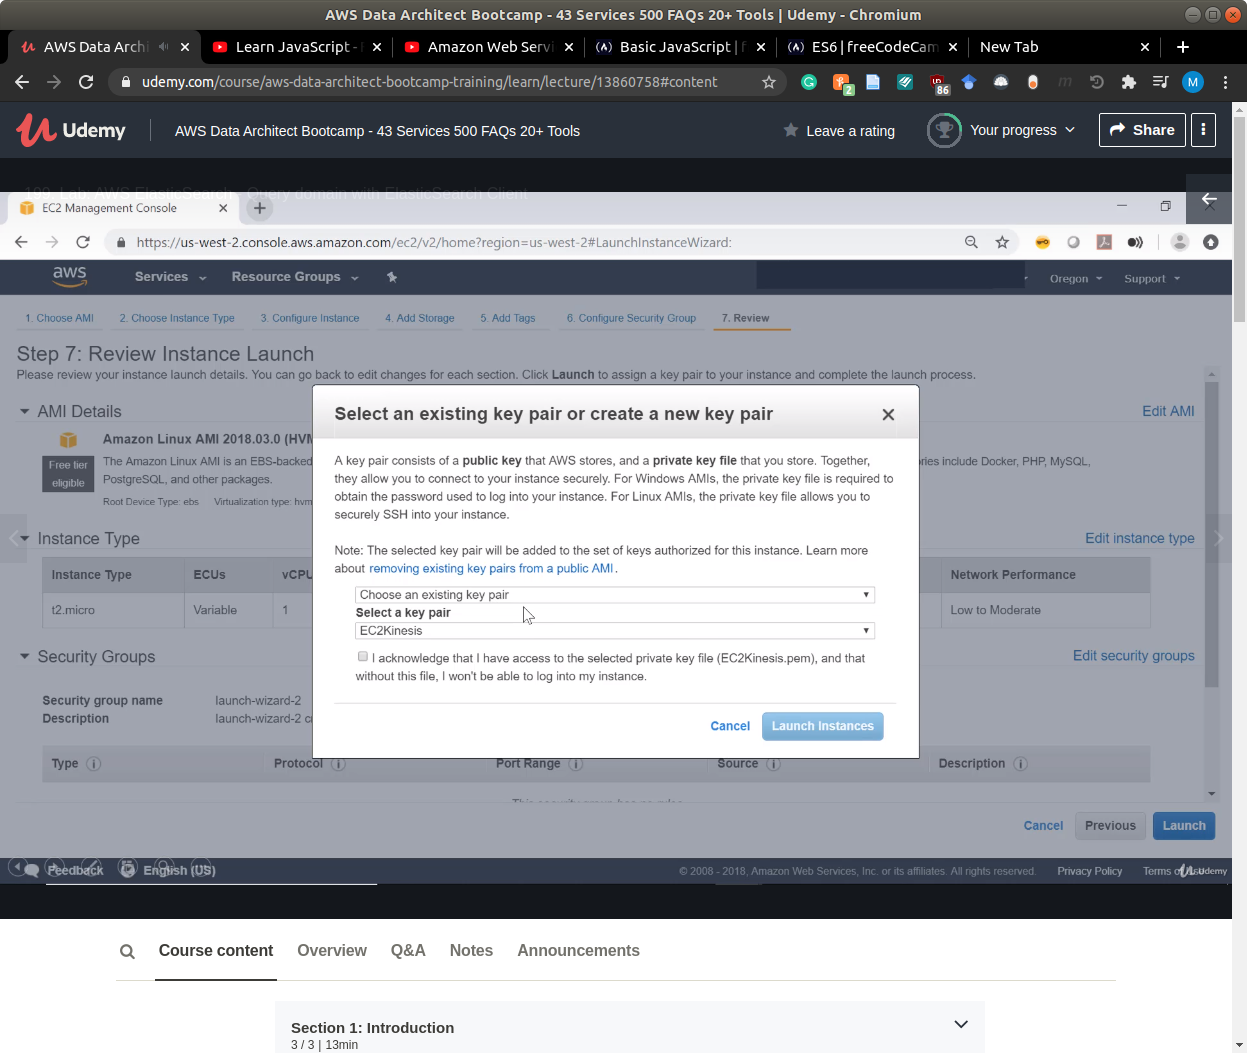 AWS Data Architect Bootcamp - 43 Services 500 FAQs 20+ Tools | Udemy - Chromium
AWS Data Archi
Learn JavaScript -
Amazon Web Servi
Basic JavaScript | f
ES6 | freeCodeCam
New Tab
udemy.com/course/aws-data-architect-bootcamp-training/learn/lecture/13860758#content
2
86
M
Udemy
AWS Data Architect Bootcamp - 43 Services 500 FAQs 20+ Tools
Leave a rating
Your progress
Share
199. Lab: AWS ElasticSearch - Query domain with ElasticSearch Client
EC2 Management Console
https://us-west-2.console.aws.amazon.com/ec2/v2/home?region=us-west-2#LaunchInstanceWizard:
aws
Services
Resource Groups
Oregon
Support
1. Choose AMI
2. Choose Instance Type
3. Configure Instance
4. Add Storage
5. Add Tags
6. Configure Security Group
7. Review
Step 7: Review Instance Launch
Please review your instance launch details. You can go back to edit changes for each section. Click Launch to assign a key pair to your instance and complete the launch process.
AMI Details
Edit AMI
Amazon Linux AMI 2018.03.0 (HVM
Free tier
eligible
The Amazon Linux AMI is an EBS-backed
ries include Docker, PHP, MySQL,
PostgreSQL, and other packages.
Root Device Type: ebs
Virtualization type: hvm
Select an existing key pair or create a new key pair
A key pair consists of a public key that AWS stores, and a private key file that you store. Together,
they allow you to connect to your instance securely. For Windows AMIs, the private key file is required to
obtain the password used to log into your instance. For Linux AMIs, the private key file allows you to
securely SSH into your instance.
Note: The selected key pair will be added to the set of keys authorized for this instance. Learn more
about removing existing key pairs from a public AMI.
Choose an existing key pair
Select a key pair
EC2Kinesis
I acknowledge that I have access to the selected private key file (EC2Kinesis.pem), and that
without this file, I won't be able to log into my instance.
Cancel
Launch Instances
Instance Type
Edit instance type
Instance Type
ECUs
vCPU
Network Performance
t2.micro
Variable
1
Low to Moderate
Security Groups
Edit security groups
Security group name
launch-wizard-2
Description
launch-wizard-2 c
Type
Protocol
Port Range
Source
Description
This security group has no rules
Cancel
Previous
Launch
Feedback
English (US)
© 2008 - 2018, Amazon Web Services, Inc. or its affiliates. All rights reserved.
Privacy Policy
Terms of
Udemy
Course content
Overview
Q&A
Notes
Announcements
Section 1: Introduction
3 / 3 | 13min